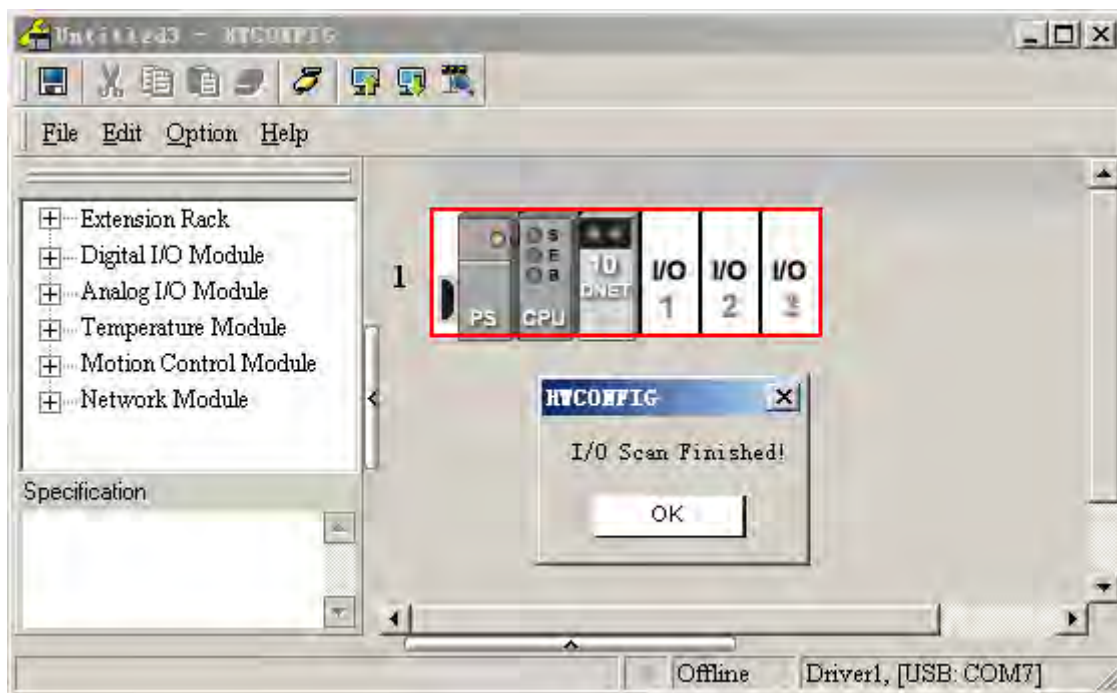 Untitled3 - HWCONFIG
File Edit Option Help
Extension Rack
Digital I/O Module
Analog I/O Module
Temperature Module
Motion Control Module
Network Module
Specification
1
PS
S
E
B
CPU
10
DNET
I/O
1
I/O
2
I/O
3
HWCONFIG
I/O Scan Finished!
OK
Offline Driver1, [USB: COM7]